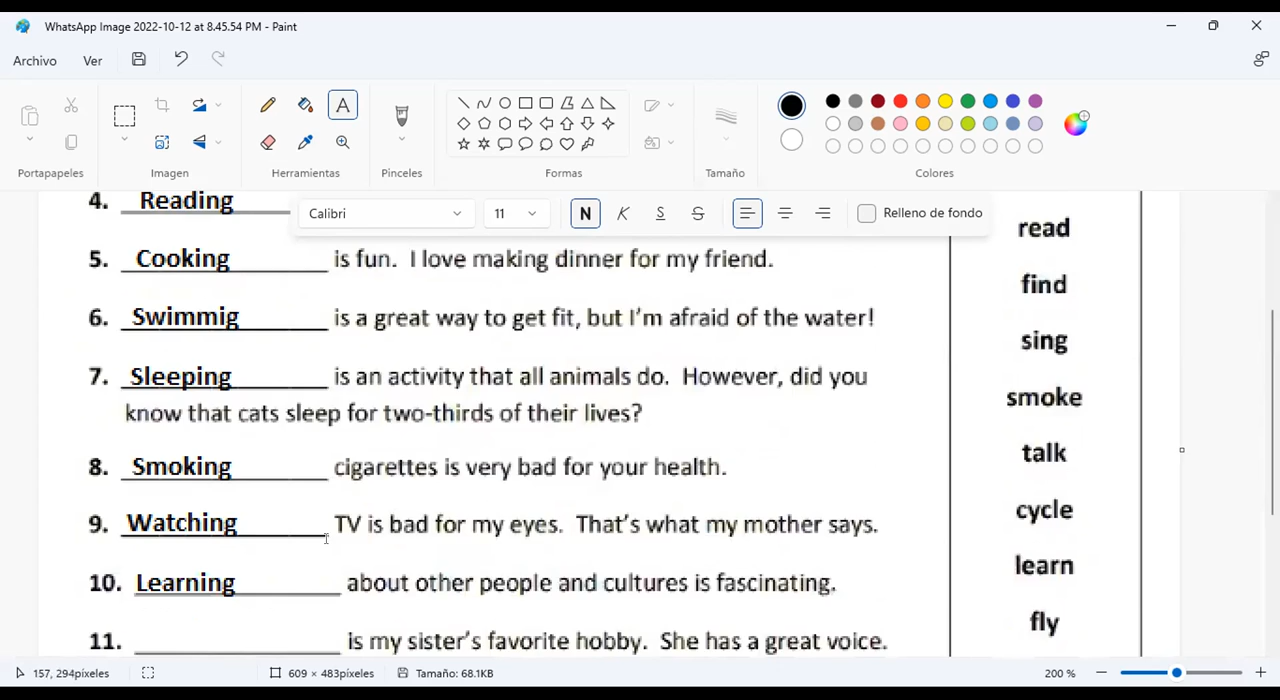 WhatsApp Image 2022-10-12 at 8.45.54 PM - Paint
Archivo Ver
Portapapeles Imagen Herramientas Pinceles Formas Tamaño Colores
Calibri 11 N K S S Relleno de fondo
4. Reading
5. Cooking is fun. I love making dinner for my friend.
6. Swimmig is a great way to get fit, but I'm afraid of the water!
7. Sleeping is an activity that all animals do. However, did you
know that cats sleep for two-thirds of their lives?
8. Smoking cigarettes is very bad for your health.
9. Watching TV is bad for my eyes. That's what my mother says.
10. Learning about other people and cultures is fascinating.
11. is my sister's favorite hobby. She has a great voice.
read
find
sing
smoke
talk
cycle
learn
fly
157, 294píxeles 609 × 483píxeles Tamaño: 68.1KB 200 %